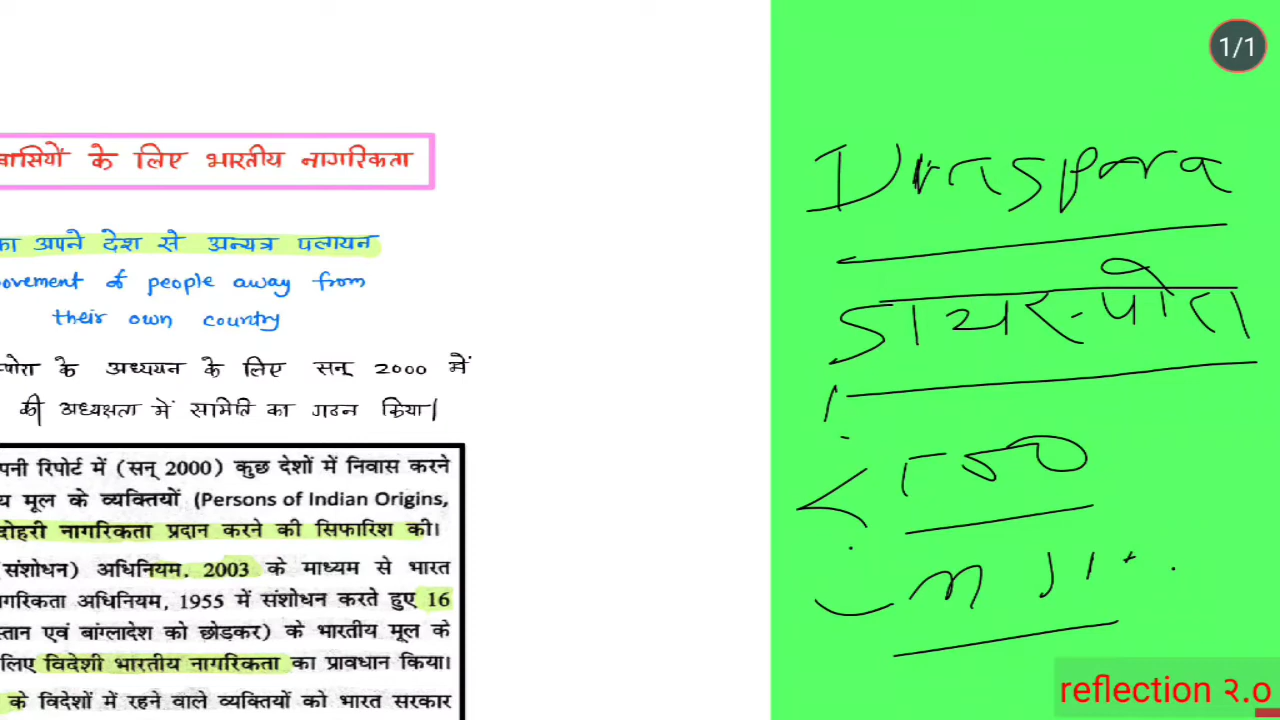 वासियों के लिए भारतीय नागरिकता
का अपने देश से अन्यत्र पलायन
ovement of people away from
their own country
स्पोरा के अध्ययन के लिए सन् 2000 में
की अध्यक्षता में समिति का गठन किया।
पनी रिपोर्ट में (सन् 2000) कुछ देशों में निवास करने
य मूल के व्यक्तियों (Persons of Indian Origins,
दोहरी नागरिकता प्रदान करने की सिफारिश की।
(संशोधन) अधिनियम, 2003 के माध्यम से भारत
ागरिकता अधिनियम, 1955 में संशोधन करते हुए 16
स्तान एवं बांग्लादेश को छोड़कर) के भारतीय मूल के
लिए विदेशी भारतीय नागरिकता का प्रावधान किया।
के विदेशों में रहने वाले व्यक्तियों को भारत सरकार
1/1
Diaspora
डायस्पोरा
reflection २.०